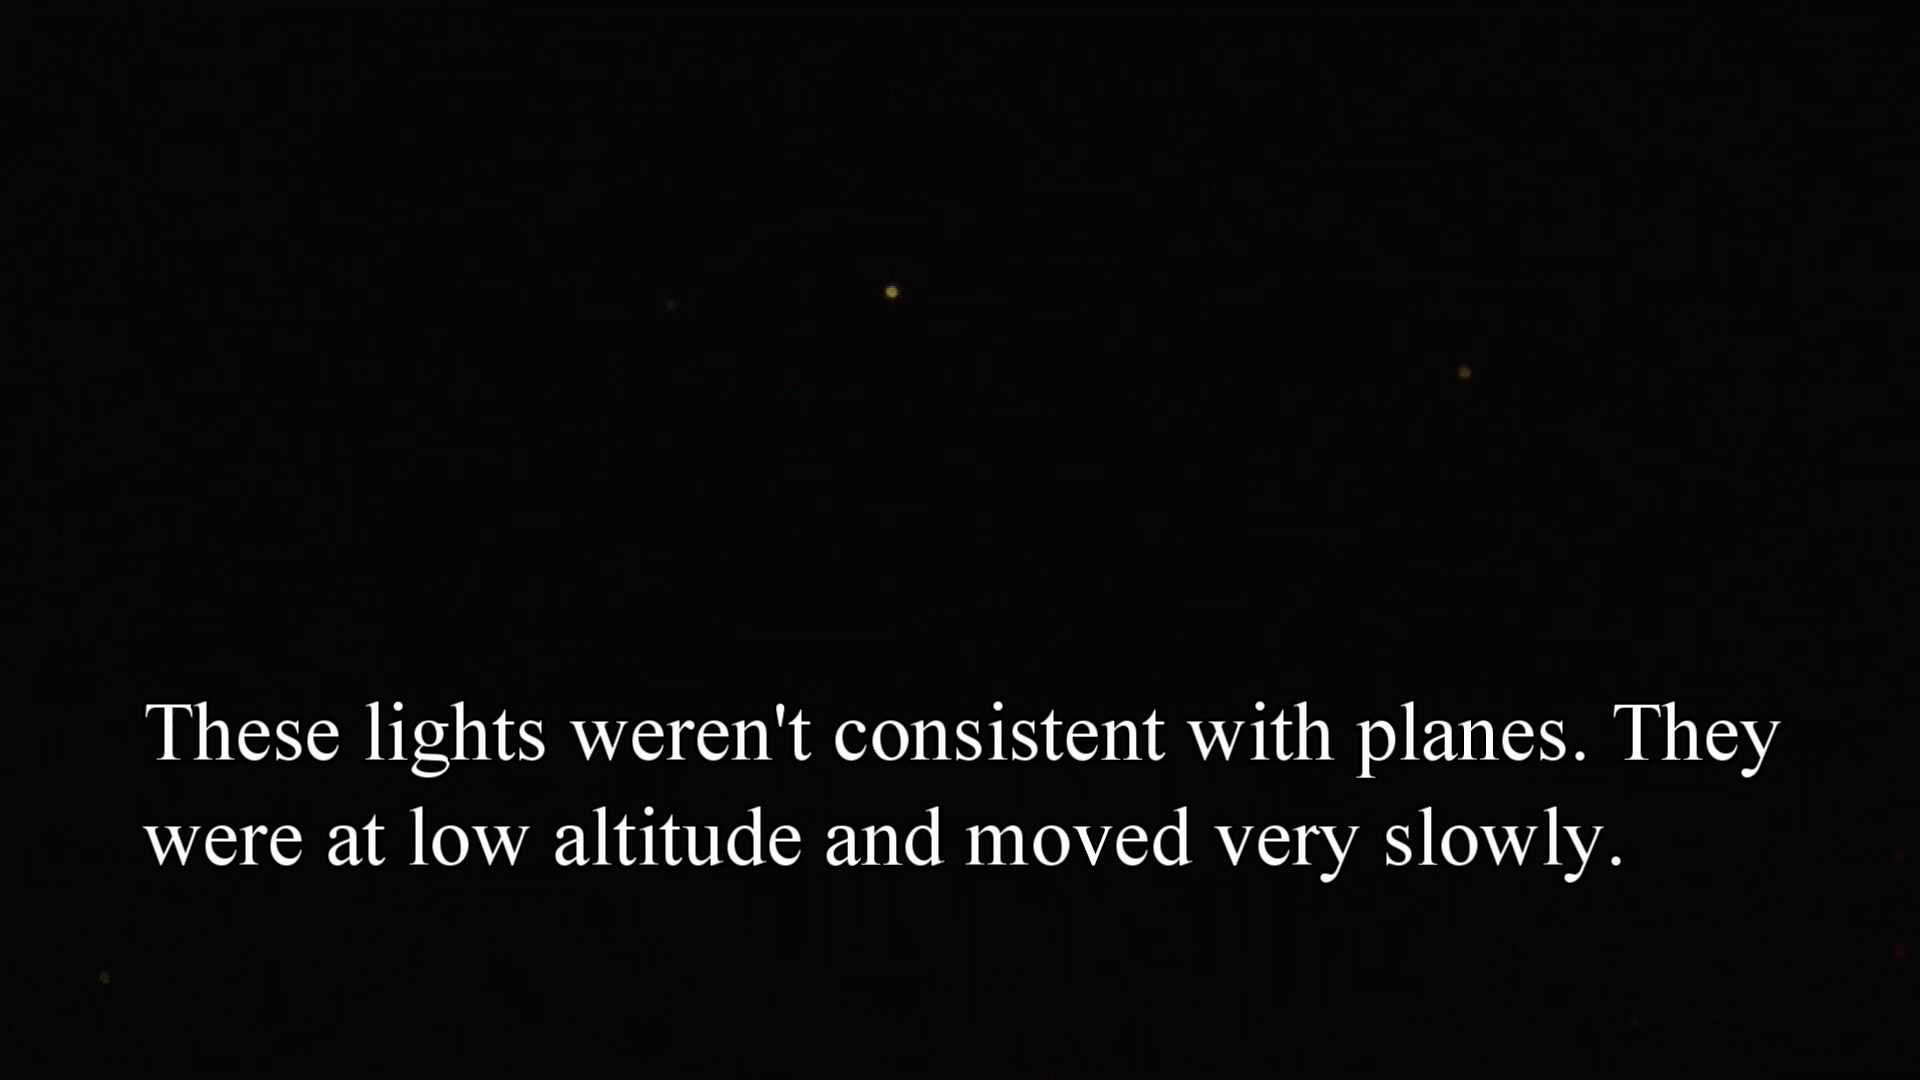 These lights weren't consistent with planes. They
were at low altitude and moved very slowly.